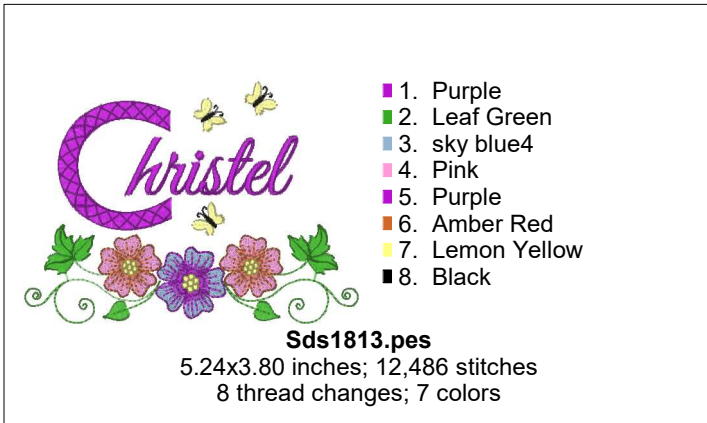 Christel
1. Purple
2. Leaf Green
3. sky blue4
4. Pink
5. Purple
6. Amber Red
7. Lemon Yellow
8. Black
Sds1813.pes
5.24x3.80 inches; 12,486 stitches
8 thread changes; 7 colors